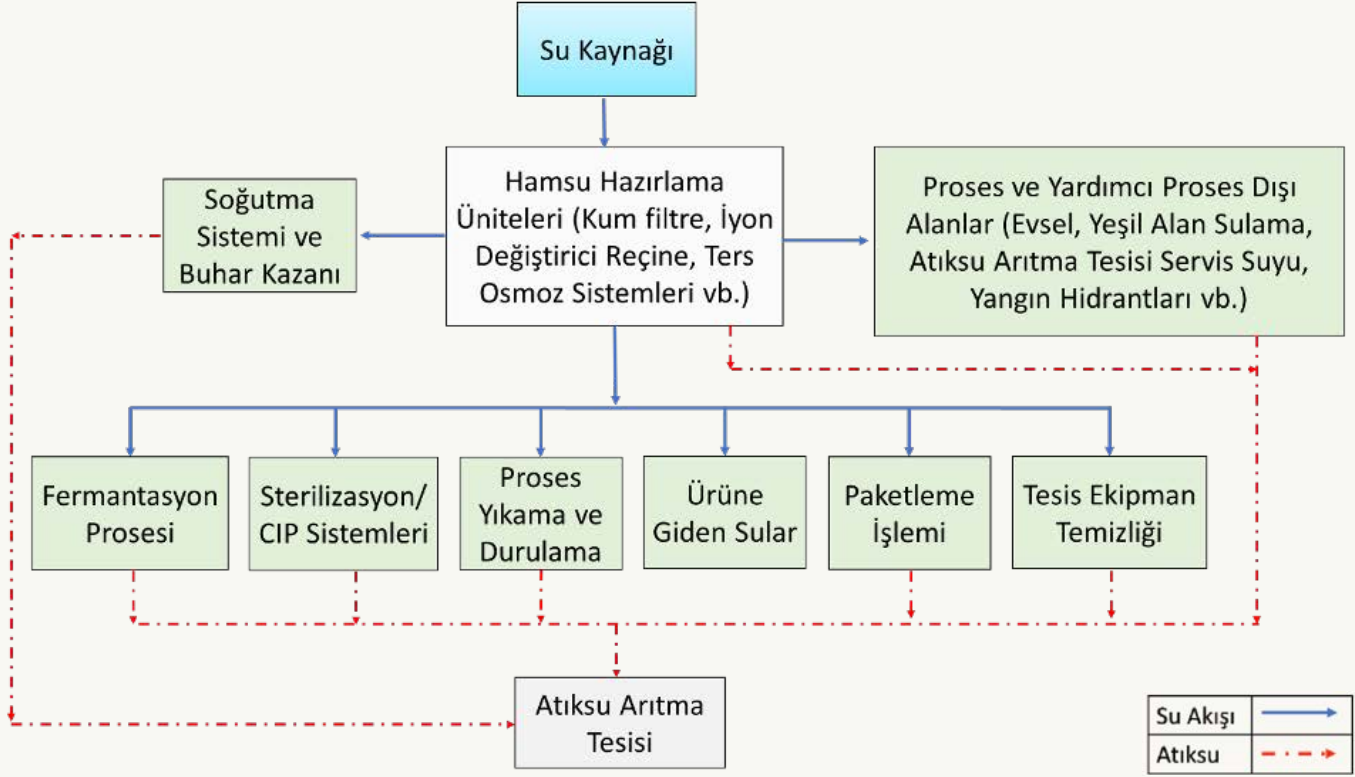 Su Kaynağı
Hamsu Hazırlama
Üniteleri (Kum filtre, İyon
Değiştirici Reçine, Ters
Osmoz Sistemleri vb.)
Soğutma
Sistemi ve
Buhar Kazanı
Proses ve Yardımcı Proses Dışı
Alanlar (Evsel, Yeşil Alan Sulama,
Atıksu Arıtma Tesisi Servis Suyu,
Yangın Hidrantları vb.)
Fermantasyon
Prosesi
Sterilizasyon/
CIP Sistemleri
Proses
Yıkama ve
Durulama
Ürüne
Giden Sular
Paketleme
İşlemi
Tesis Ekipman
Temizliği
Atıksu Arıtma
Tesisi
Su Akışı
Atıksu